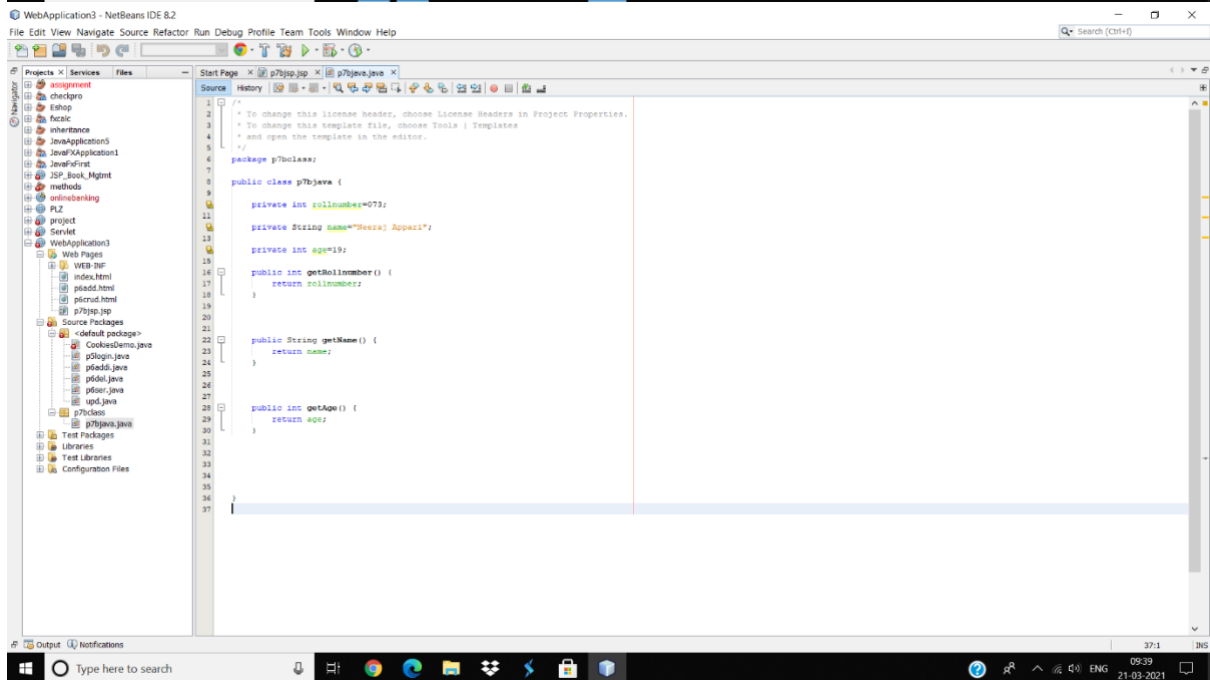 WebApplication3 - NetBeans IDE 8.2
File Edit View Navigate Source Refactor Run Debug Profile Team Tools Window Help
Search (Ctrl+I)
Projects Services Files
Start Page p7bjsp.jsp p7bjava.java
Navigator
Source History
assignment
checkpro
Eshop
fxcalc
inheritance
JavaApplication5
JavaFXApplication1
JavaFxFirst
JSP_Book_Mgtmt
methods
onlinebanking
PLZ
project
Servlet
WebApplication3
Web Pages
WEB-INF
index.html
p6add.html
p6crud.html
p7bjsp.jsp
Source Packages
<default package>
CookiesDemo.java
p5login.java
p6addi.java
p6del.java
p6ser.java
upd.java
p7bclass
p7bjava.java
Test Packages
Libraries
Test Libraries
Configuration Files
1 /*
2 * To change this license header, choose License Headers in Project Properties.
3 * To change this template file, choose Tools | Templates
4 * and open the template in the editor.
5 */
6 package p7bclass;
7
8 public class p7bjava {
9
private int rollnumber=073;
11
private String name="Neeraj Appari";
13
private int age=19;
15
16 public int getRollnumber() {
17 return rollnumber;
18 }
19
20
21
22 public String getName() {
23 return name;
24 }
25
26
27
28 public int getAge() {
29 return age;
30 }
31
32
33
34
35
36 }
37
Output Notifications
37:1 INS
Type here to search
ENG
09:39
21-03-2021